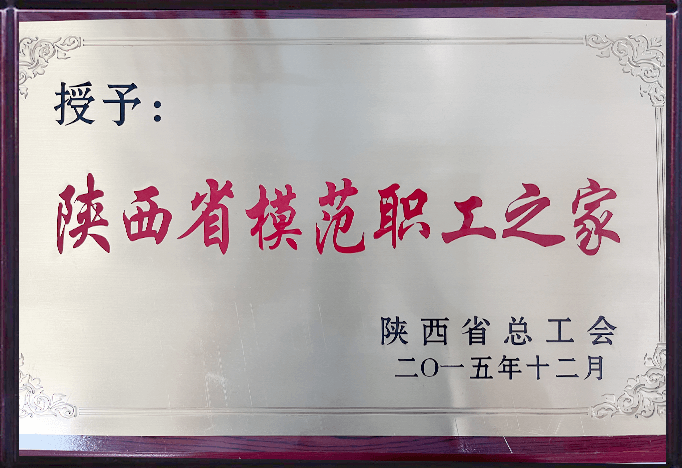 授予：
陕西省模范职工之家
陕西省总工会
二〇一五年十二月